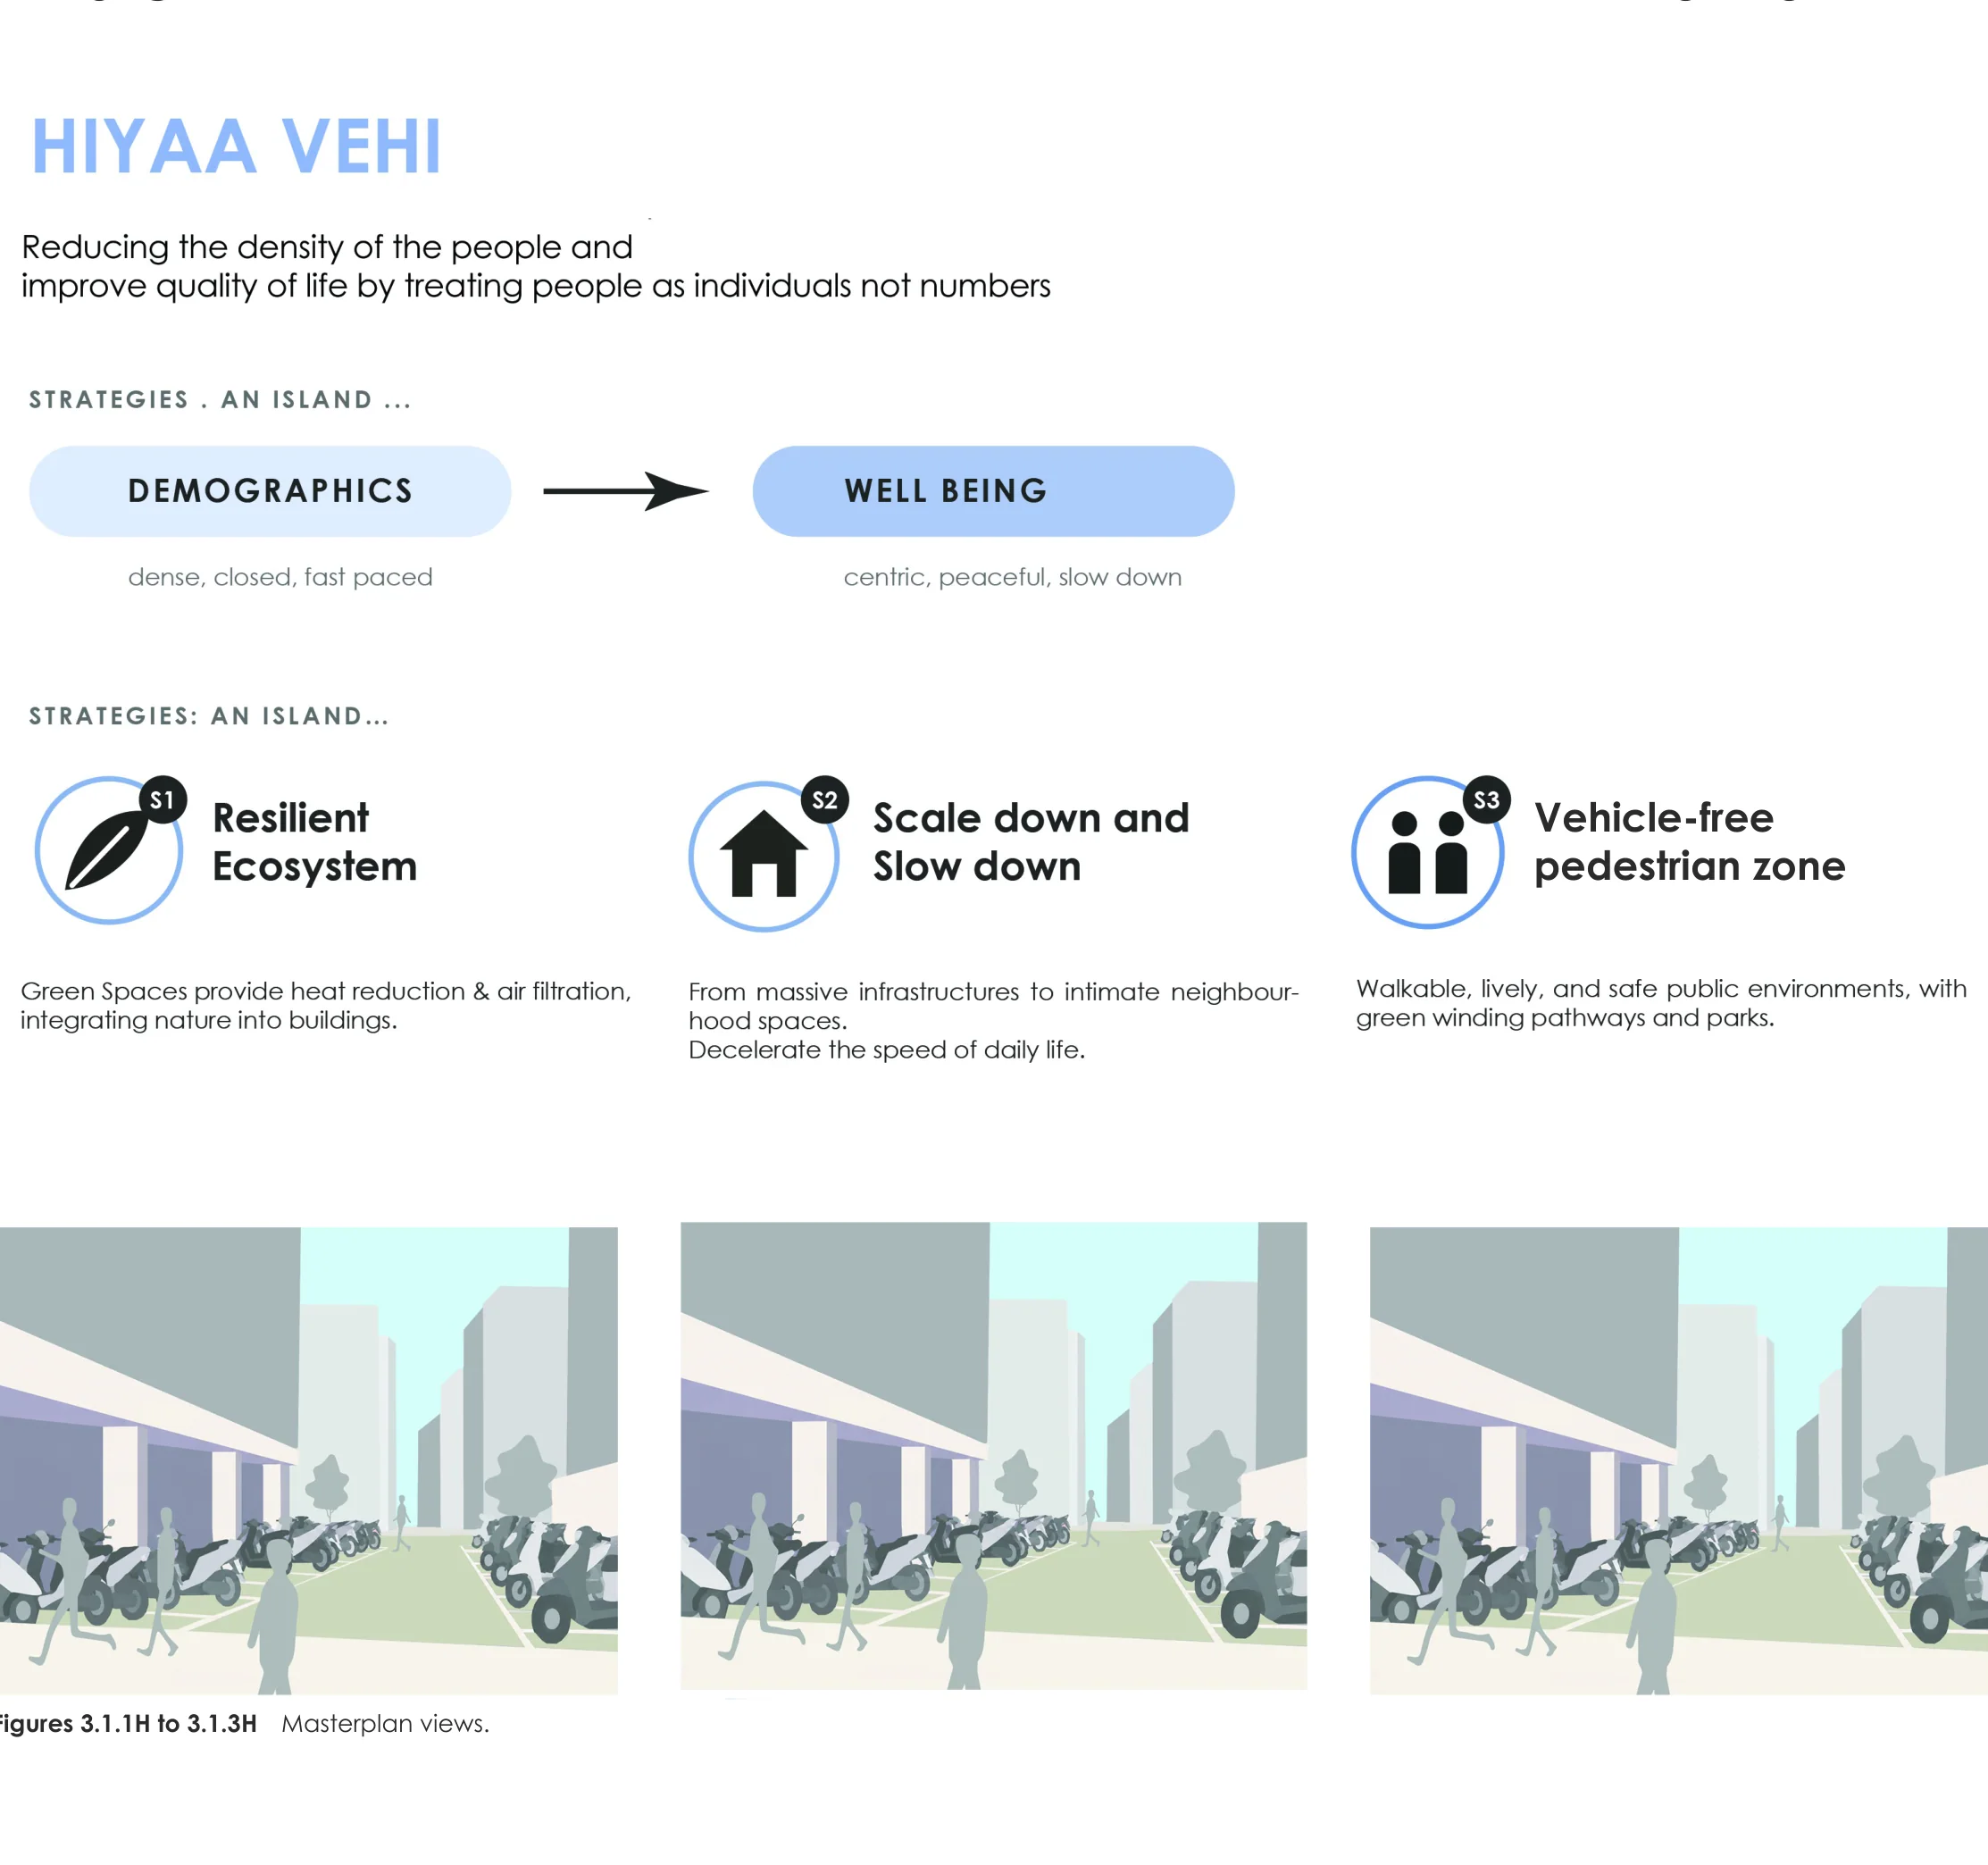 HIYAA VEHI
Reducing the density of the people and
improve quality of life by treating people as individuals not numbers
STRATEGIES . AN ISLAND ...
DEMOGRAPHICS
WELL BEING
dense, closed, fast paced
centric, peaceful, slow down
STRATEGIES: AN ISLAND...
S1
Resilient
Ecosystem
Green Spaces provide heat reduction & air filtration,
integrating nature into buildings.
S2
Scale down and
Slow down
From massive infrastructures to intimate neighbour-
hood spaces.
Decelerate the speed of daily life.
S3
Vehicle-free
pedestrian zone
Walkable, lively, and safe public environments, with
green winding pathways and parks.
Figures 3.1.1H to 3.1.3H Masterplan views.